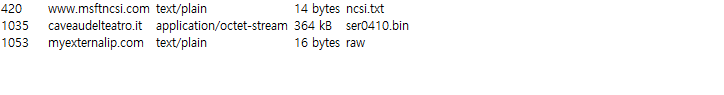 420 www.msftncsi.com text/plain 14 bytes ncsi.txt
1035 caveaudelteatro.it application/octet-stream 364 kB ser0410.bin
1053 myexternalip.com text/plain 16 bytes raw